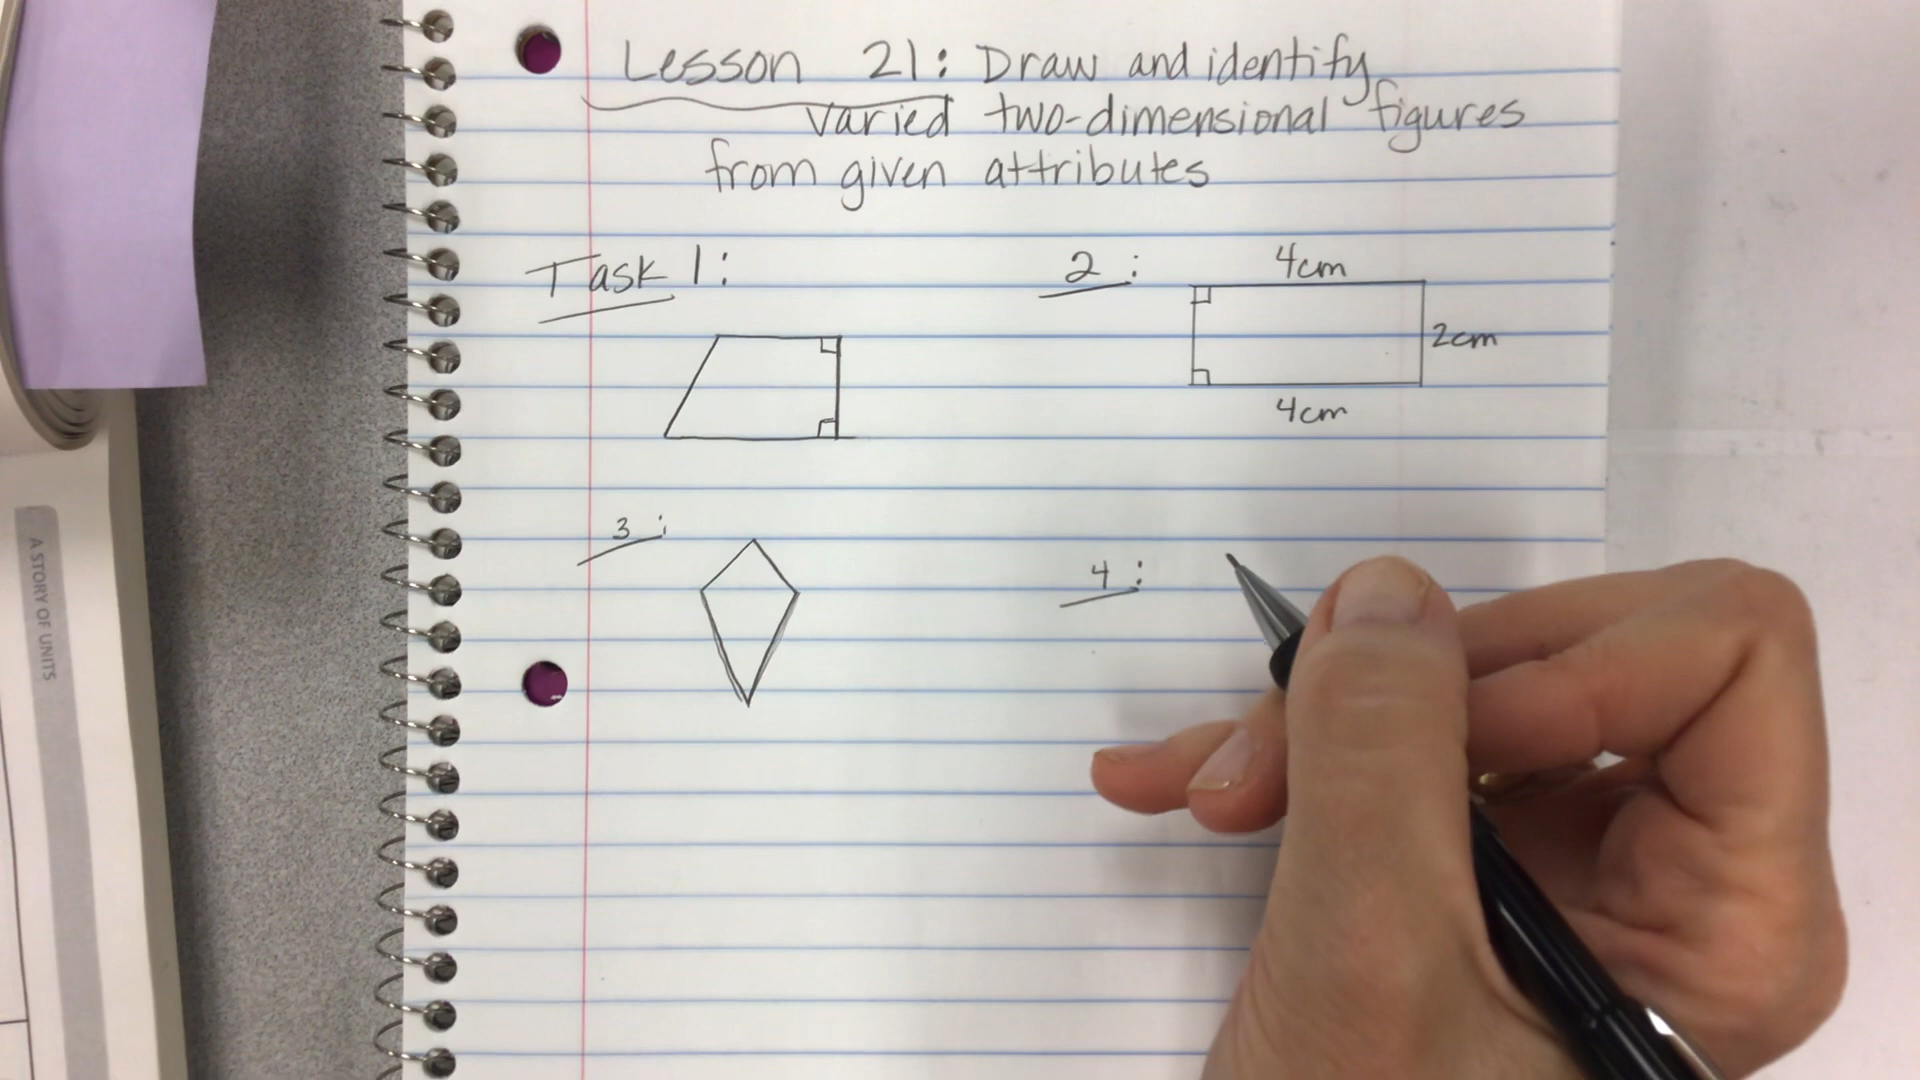 Lesson 21: Draw and identify
varied two-dimensional figures
from given attributes
Task 1:
2:
4cm
2cm
4cm
3:
4:
A STORY OF UNITS